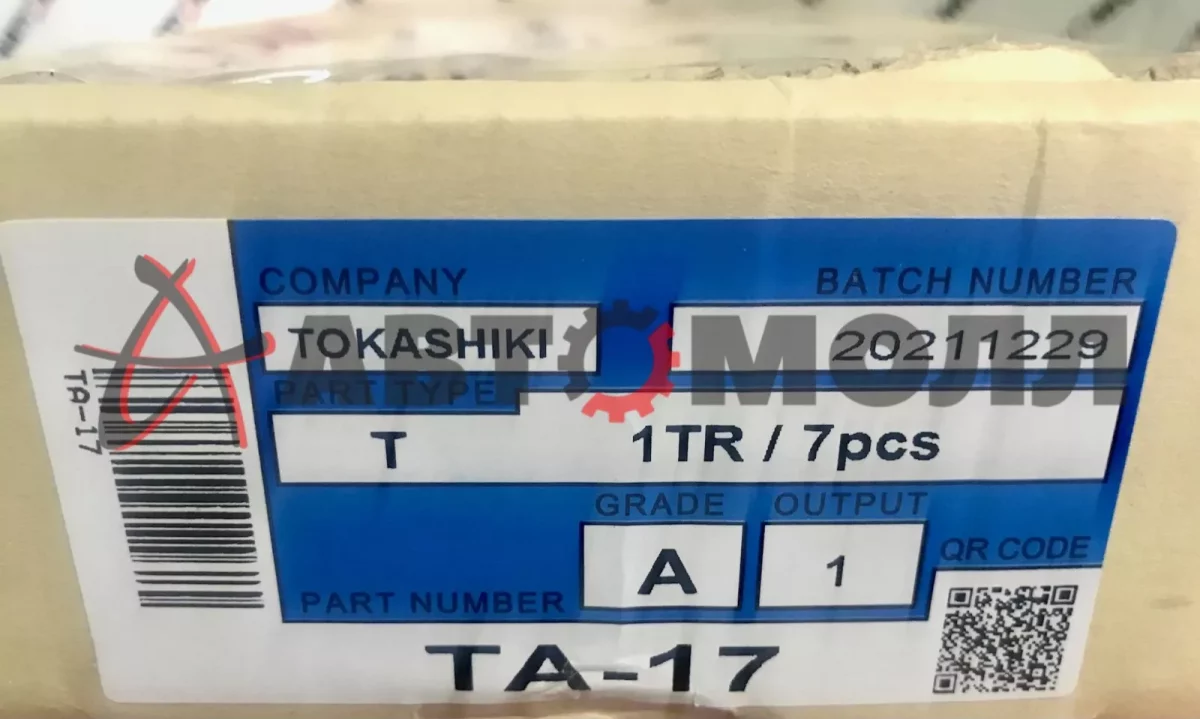 COMPANY
BATCH NUMBER
TOKASHIKI
20211229
АВТОМОЛЛ
PART TYPE
T
1TR / 7pcs
GRADE
OUTPUT
A
1
QR CODE
PART NUMBER
TA-17
TA-17